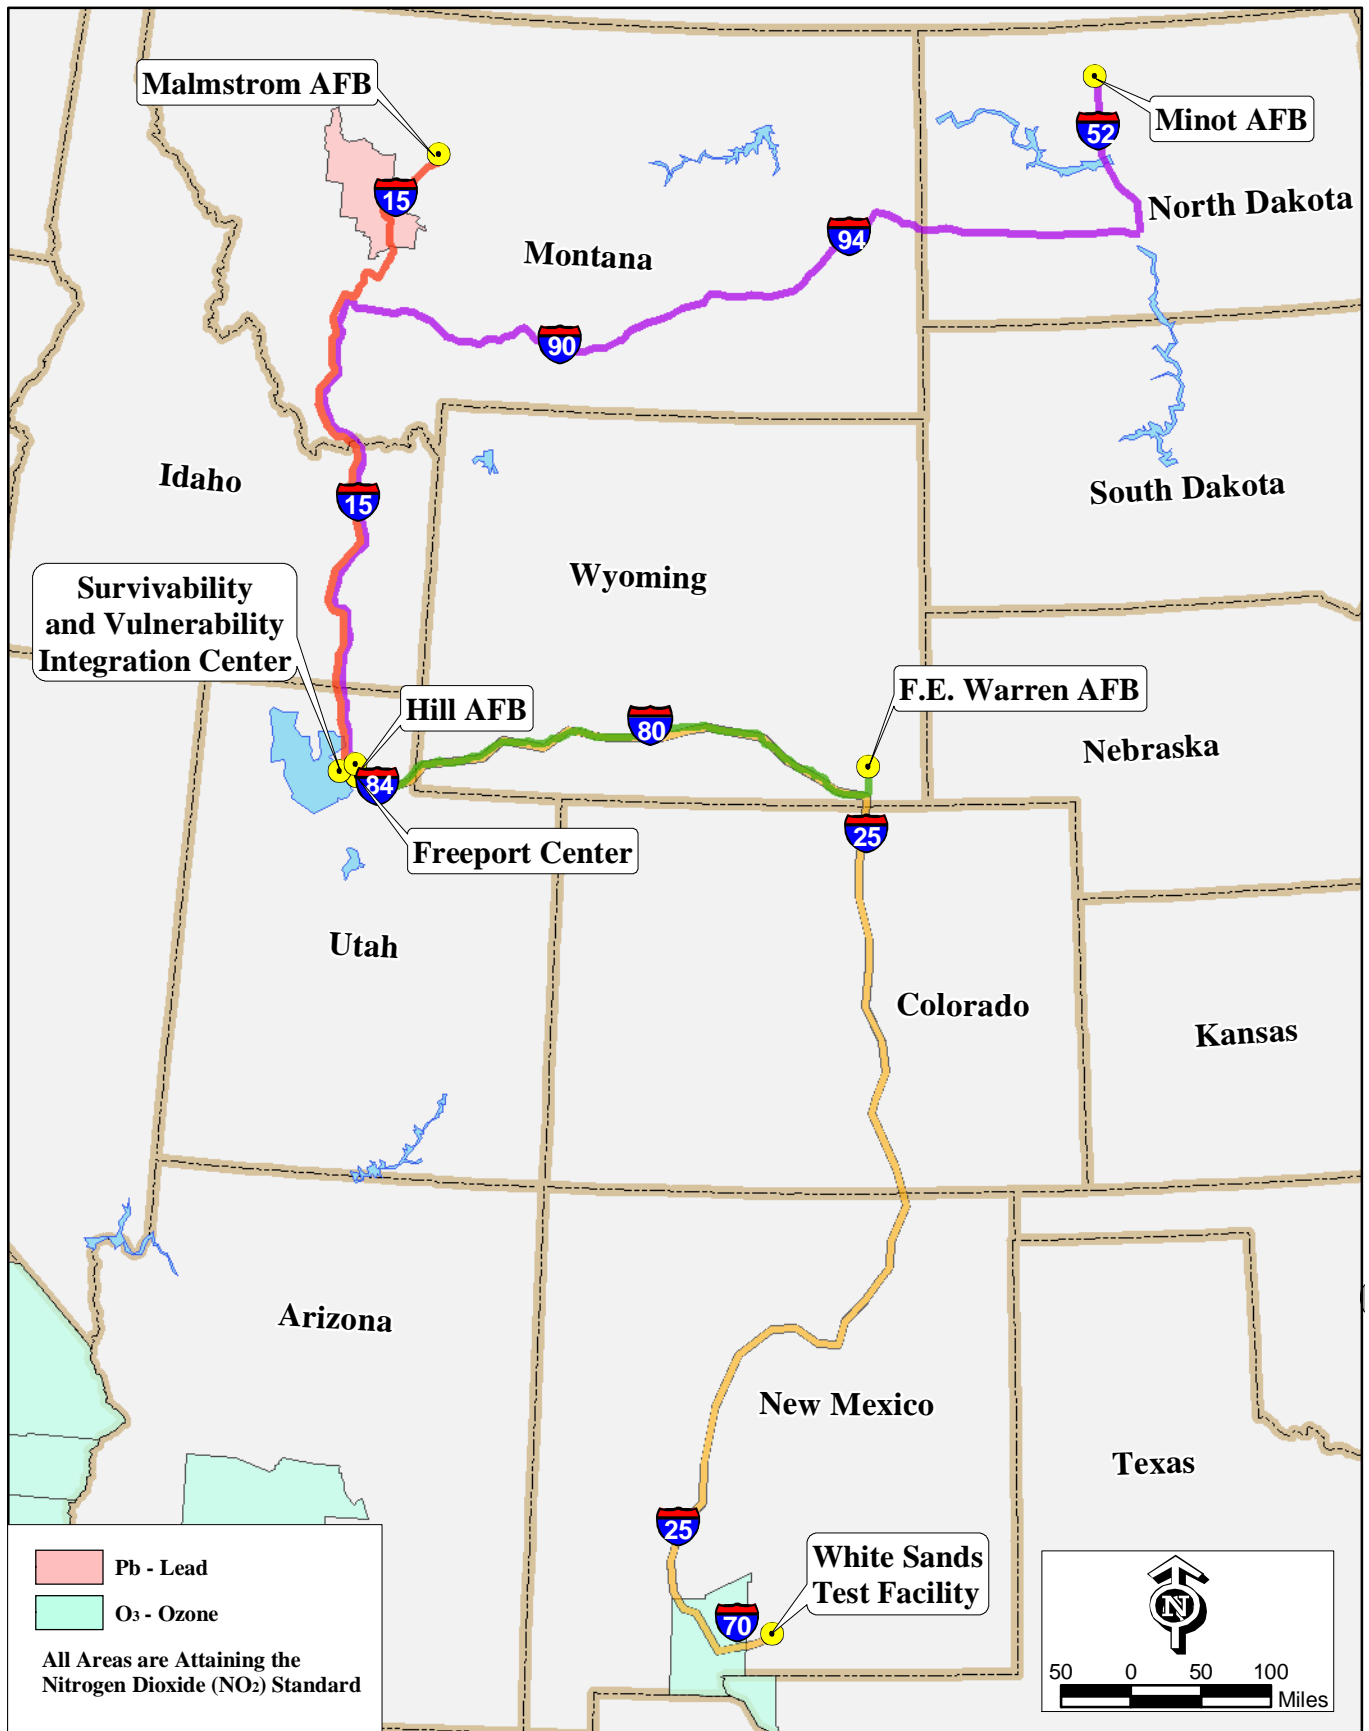 Malmstrom AFB
Minot AFB
52
15
North Dakota
94
Montana
90
Idaho
15
South Dakota
Wyoming
Survivability
and Vulnerability
Integration Center
Hill AFB
F.E. Warren AFB
80
Nebraska
84
25
Freeport Center
Utah
Colorado
Kansas
Arizona
New Mexico
Texas
25
White Sands
Test Facility
70
Pb - Lead
O3 - Ozone
All Areas are Attaining the
Nitrogen Dioxide (NO2) Standard
N
50 0 50 100
Miles